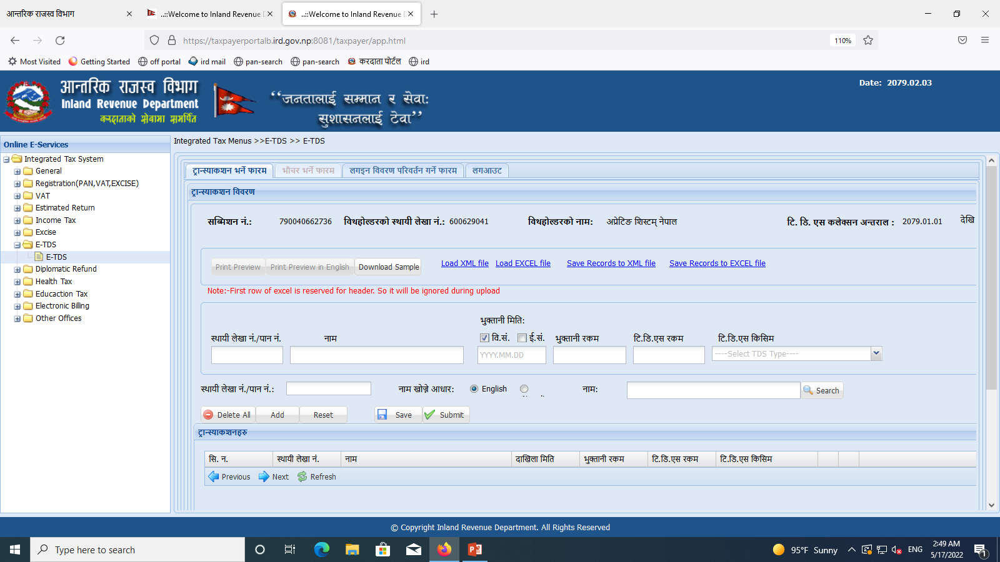 आन्तरिक राजस्व विभाग
..::Welcome to Inland Revenue D
..::Welcome to Inland Revenue D
https://taxpayerportalb.ird.gov.np:8081/taxpayer/app.html
110%
Most Visited Getting Started off portal ird mail pan-search pan-search करदाता पोर्टल ird
आन्तरिक राजस्व विभाग
Inland Revenue Department
करदाताको सेवामा समर्पित
“जनतालाई सम्मान र सेवा:
सुशासनलाई टेवा”
Date: 2079.02.03
Online E-Services
Integrated Tax System
General
Registration(PAN,VAT,EXCISE)
VAT
Estimated Return
Income Tax
Excise
E-TDS
E-TDS
Diplomatic Refund
Health Tax
Educaction Tax
Electronic Billing
Other Offices
Integrated Tax Menus >>E-TDS >> E-TDS
ट्रान्स्याकशन भर्ने फारम भौचर भर्ने फारम लगइन विवरण परिवर्तन गर्ने फारम लगआउट
ट्रान्स्याकशन विवरण
सब्मिशन नं.: 790040662736 विथहोल्डरको स्थायी लेखा नं.: 600629041 विथहोल्डरको नाम: अप्रेटिङ शिस्टम् नेपाल टि. डि. एस कलेक्सन अन्तराल : 2079.01.01 देखि
Print Preview Print Preview in English Download Sample Load XML file Load EXCEL file Save Records to XML file Save Records to EXCEL file
Note:-First row of excel is reserved for header. So it will be ignored during upload
भुक्तानी मिति:
स्थायी लेखा नं./पान नं. नाम वि.सं. ई.सं. भुक्तानी रकम टि.डि.एस रकम टि.डि.एस किसिम
YYYY.MM.DD ----Select TDS Type----
स्थायी लेखा नं./पान नं.: नाम खोज्ने आधार: English नाम: Search
Delete All Add Reset Save Submit
ट्रान्स्याकशनहरु
सि. न. स्थायी लेखा नं. नाम दाखिला मिति भुक्तानी रकम टि.डि.एस रकम टि.डि.एस किसिम
Previous Next Refresh
© Copyright Inland Revenue Department. All Rights Reserved
Type here to search
95°F Sunny
ENG
2:49 AM
5/17/2022
1